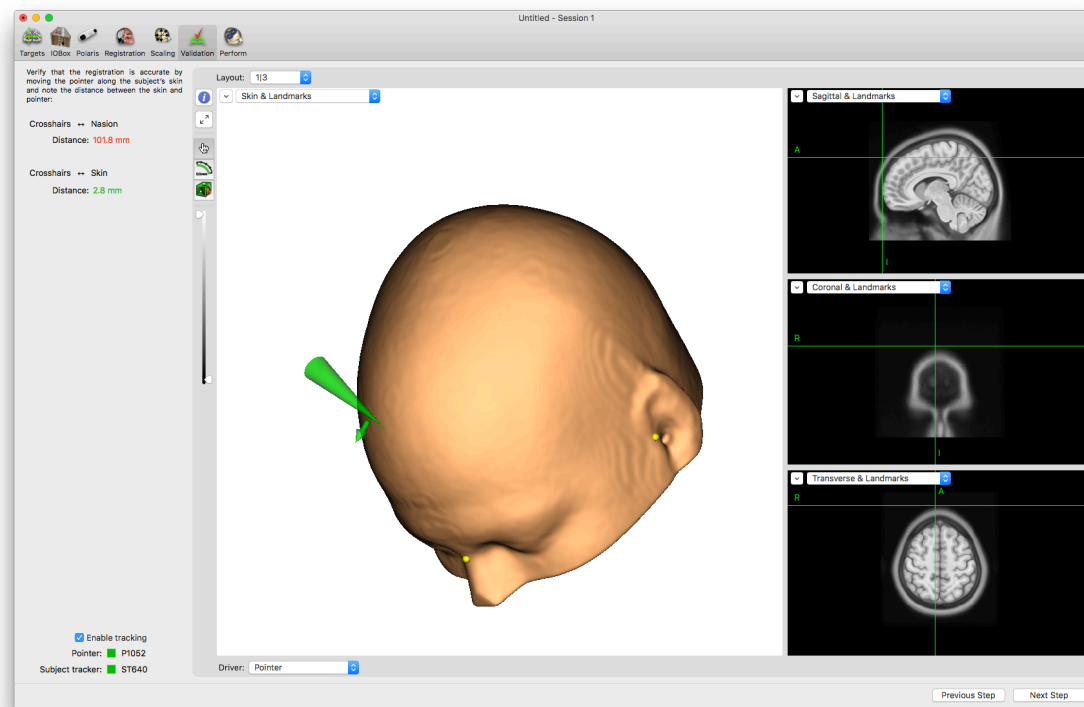 Untitled - Session 1
Targets IOBox Polaris Registration Scaling Validation Perform
Verify that the registration is accurate by
moving the pointer along the subject's skin
and note the distance between the skin and
pointer:
Crosshairs ↔ Nasion
Distance: 101.8 mm
Crosshairs ↔ Skin
Distance: 2.8 mm
Enable tracking
Pointer: P1052
Subject tracker: ST640
Layout: 1|3
Skin & Landmarks
Driver: Pointer
Sagittal & Landmarks
A
I
Coronal & Landmarks
R
I
Transverse & Landmarks
A
R
Previous Step Next Step